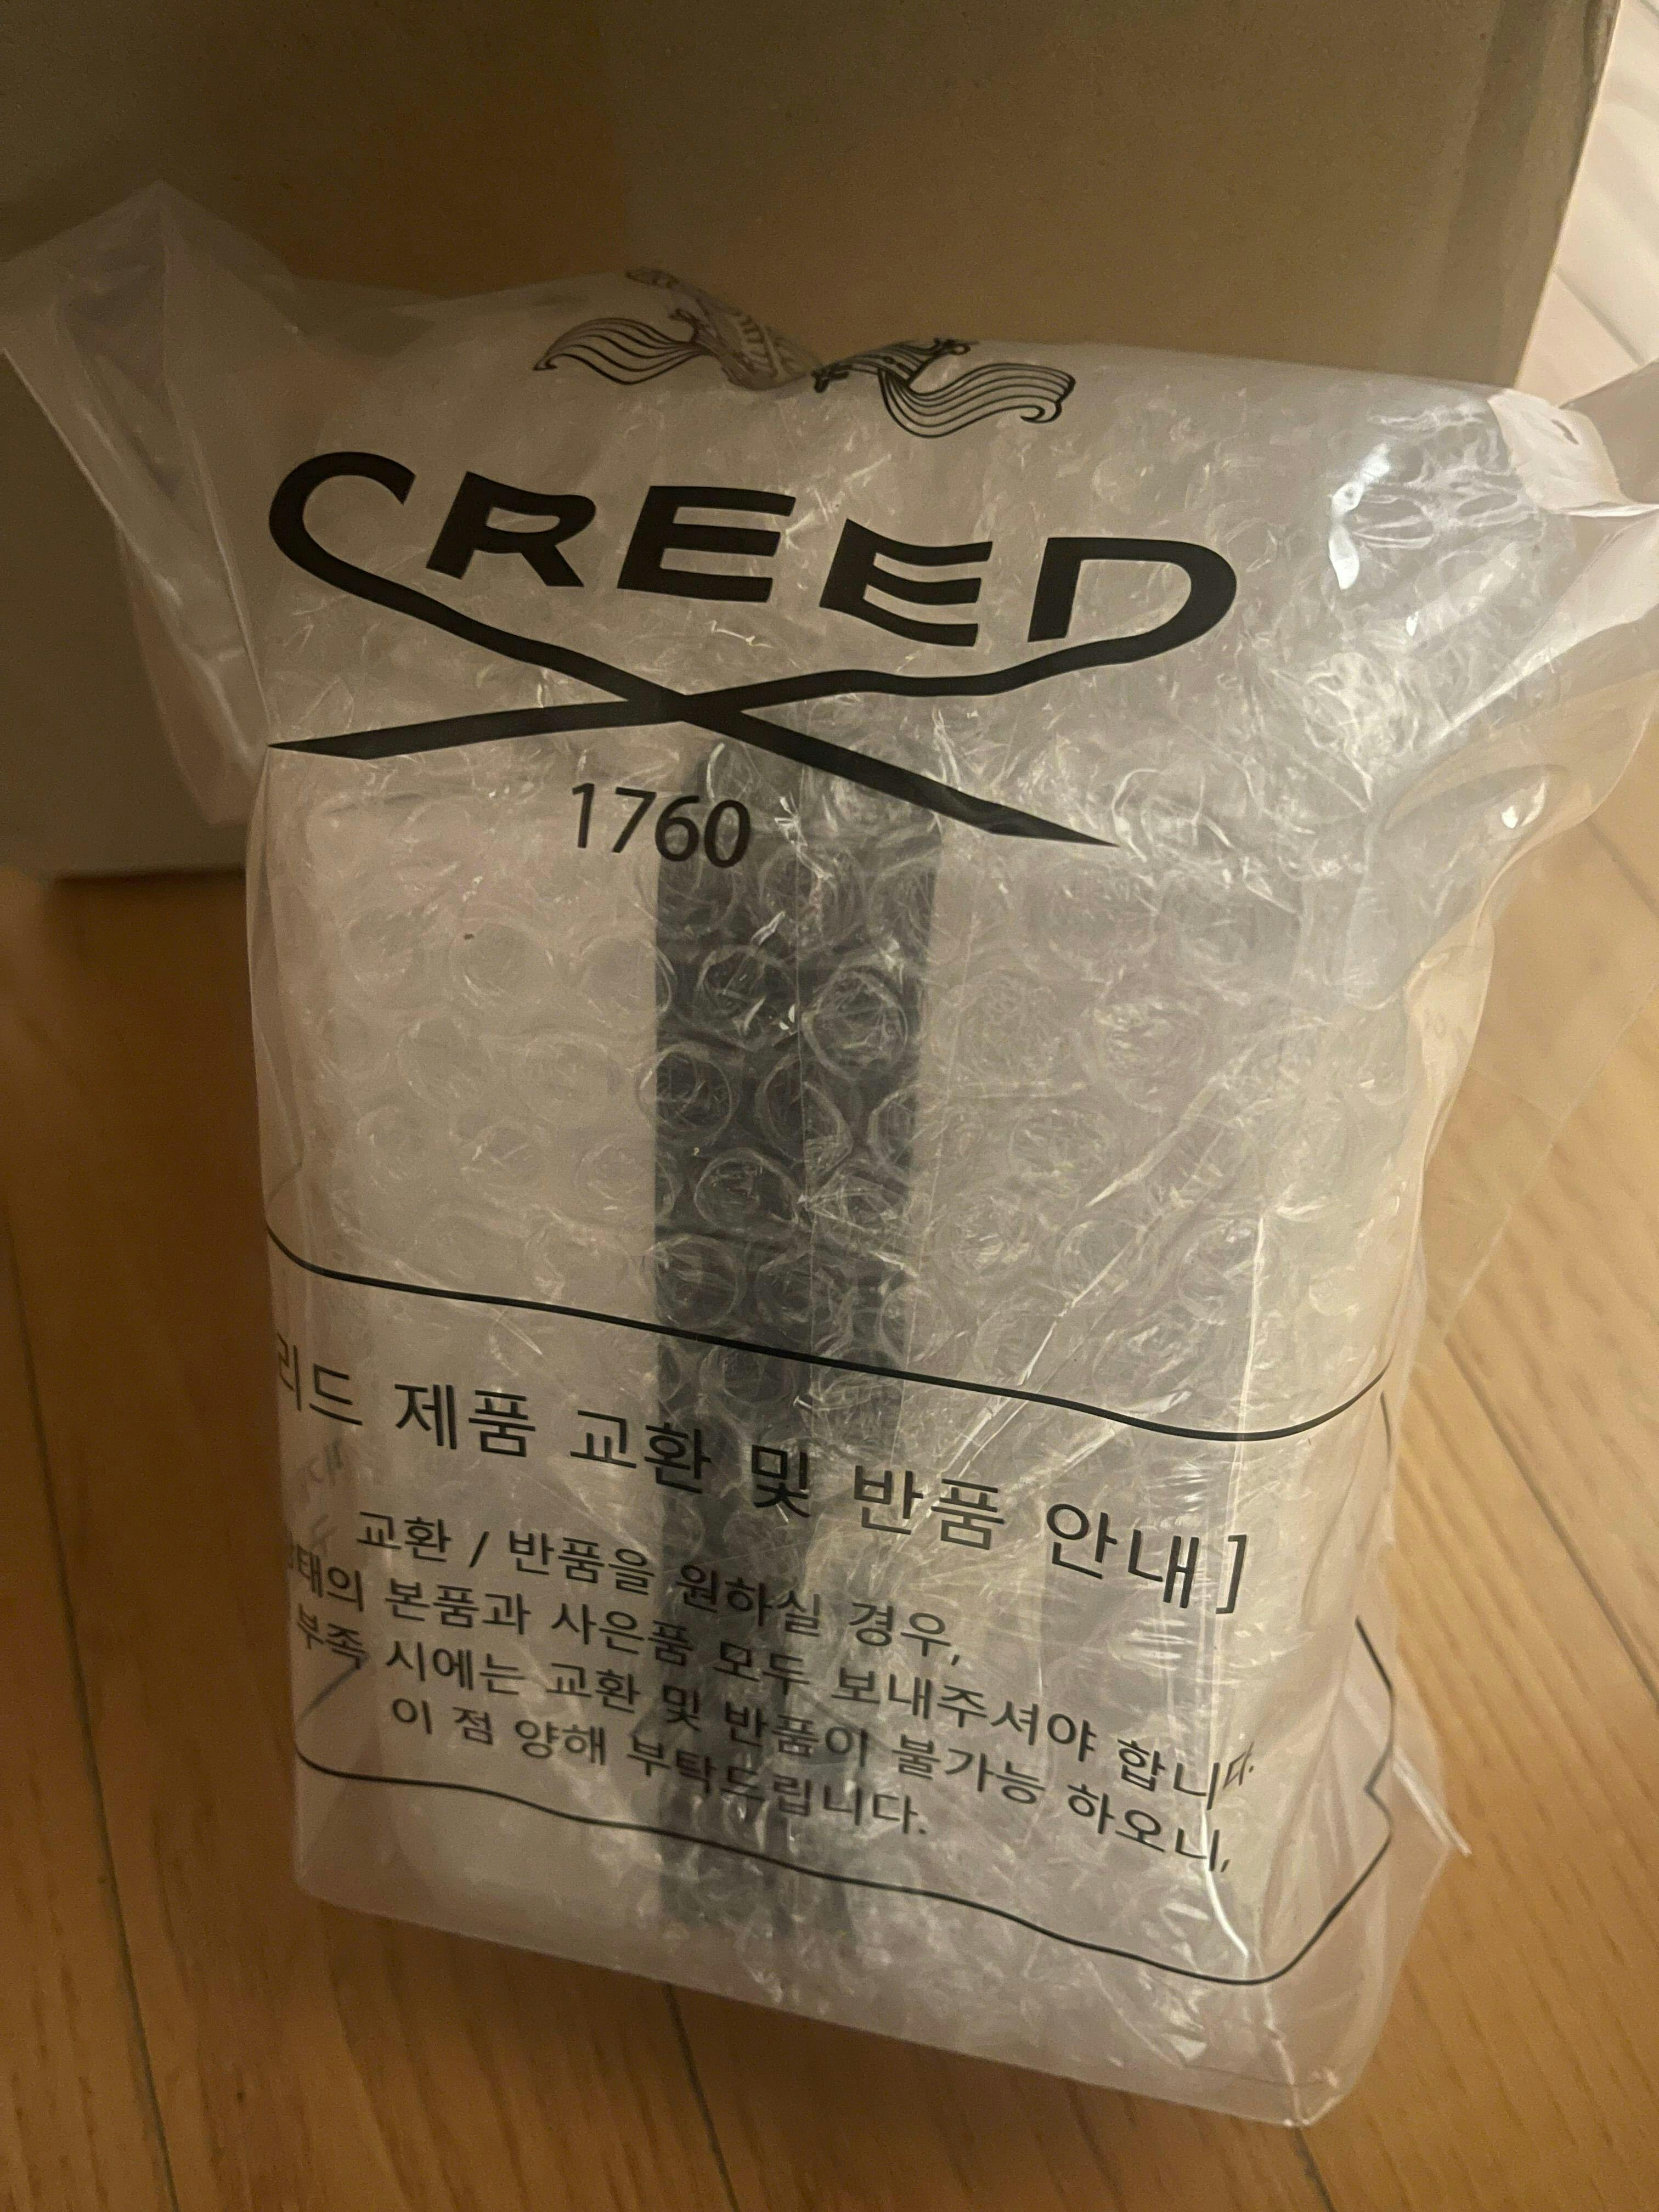 CREED
1760
리드 제품 교환 및 반품 안내]
교환 / 반품을 원하실 경우,
태의 본품과 사은품 모두 보내주셔야 합니다.
부족 시에는 교환 및 반품이 불가능 하오니,
이 점 양해 부탁드립니다.